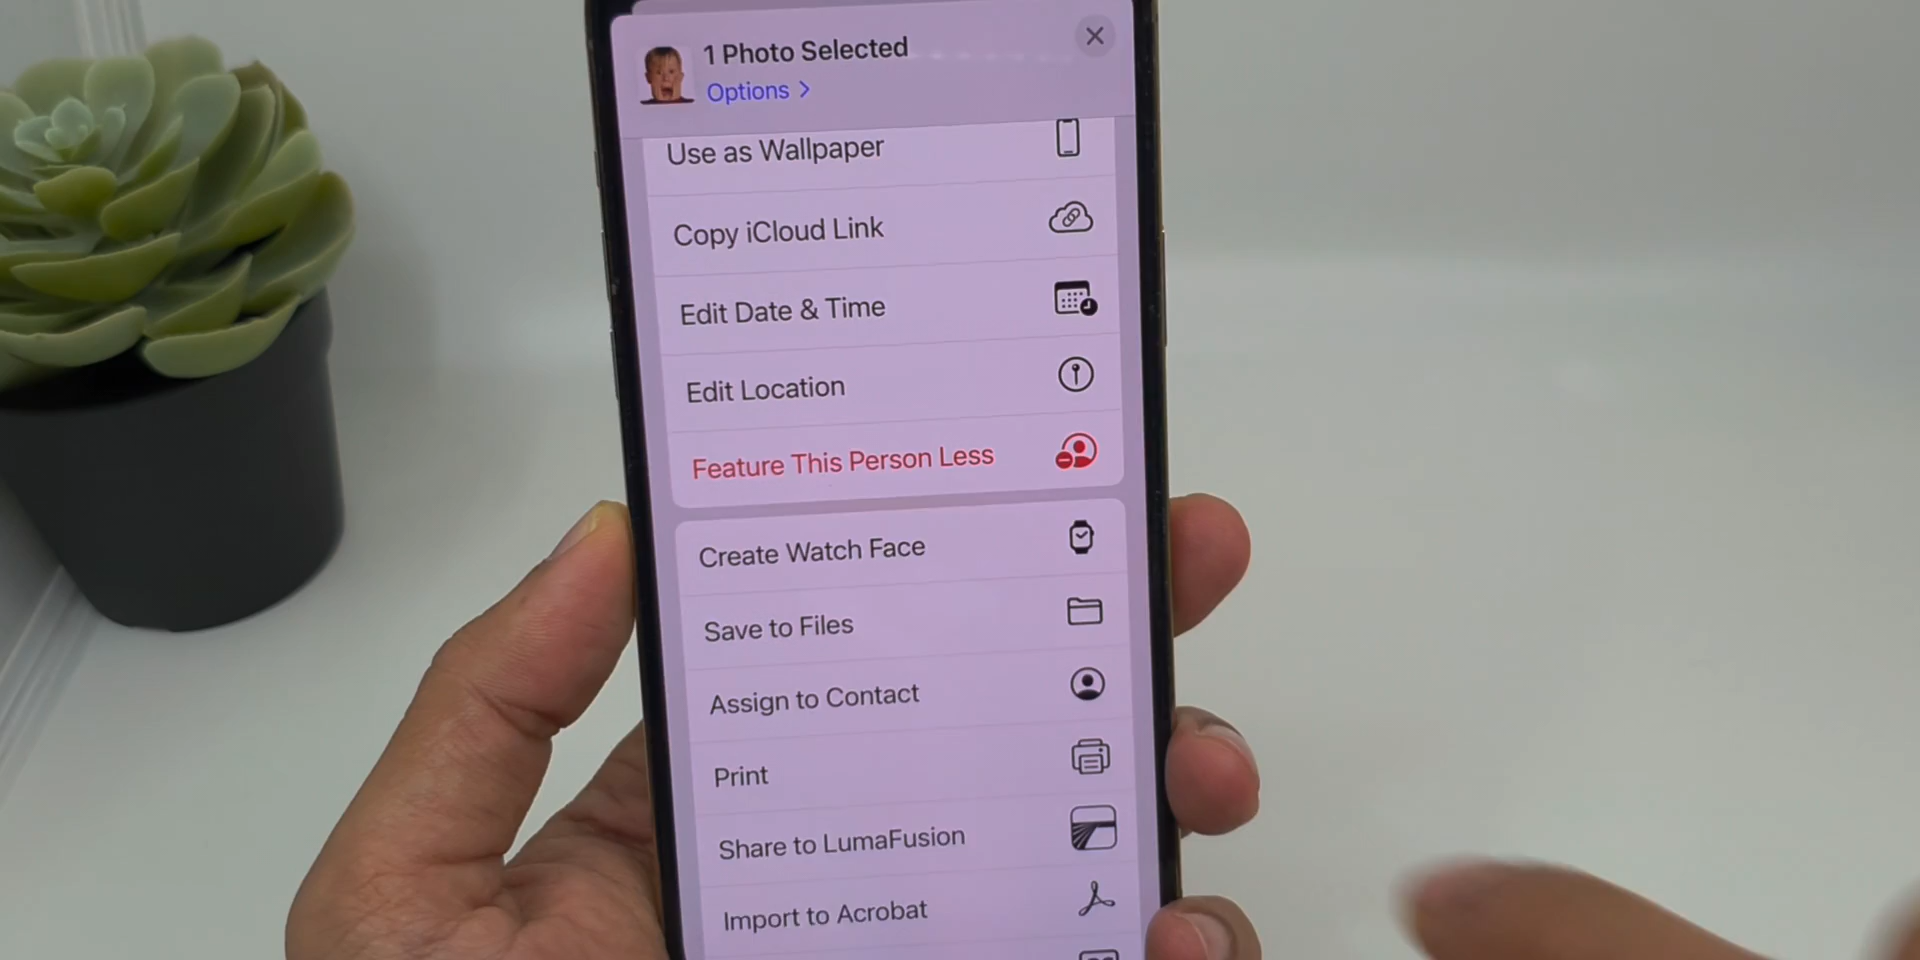 1 Photo Selected
Options >
Use as Wallpaper
Copy iCloud Link
Edit Date & Time
Edit Location
Feature This Person Less
Create Watch Face
Save to Files
Assign to Contact
Print
Share to LumaFusion
Import to Acrobat